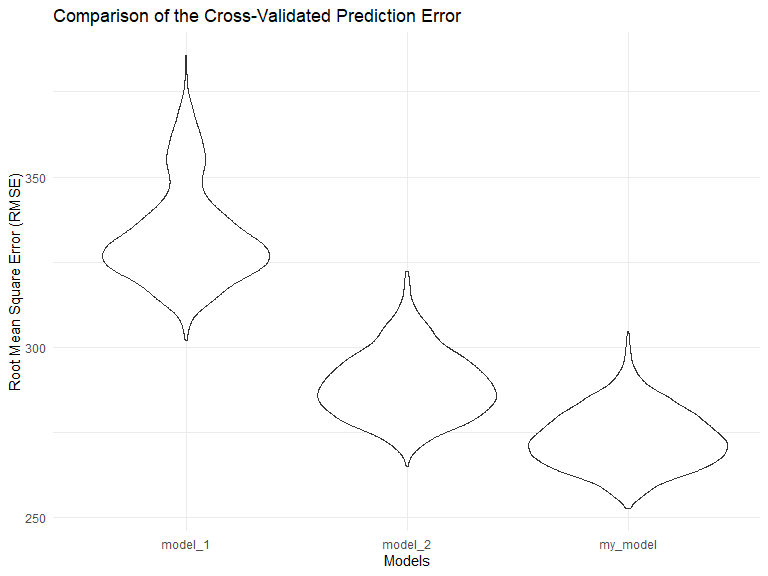 Comparison of the Cross-Validated Prediction Error
Root Mean Square Error (RMSE)
350
300
250
model_1
model_2
my_model
Models